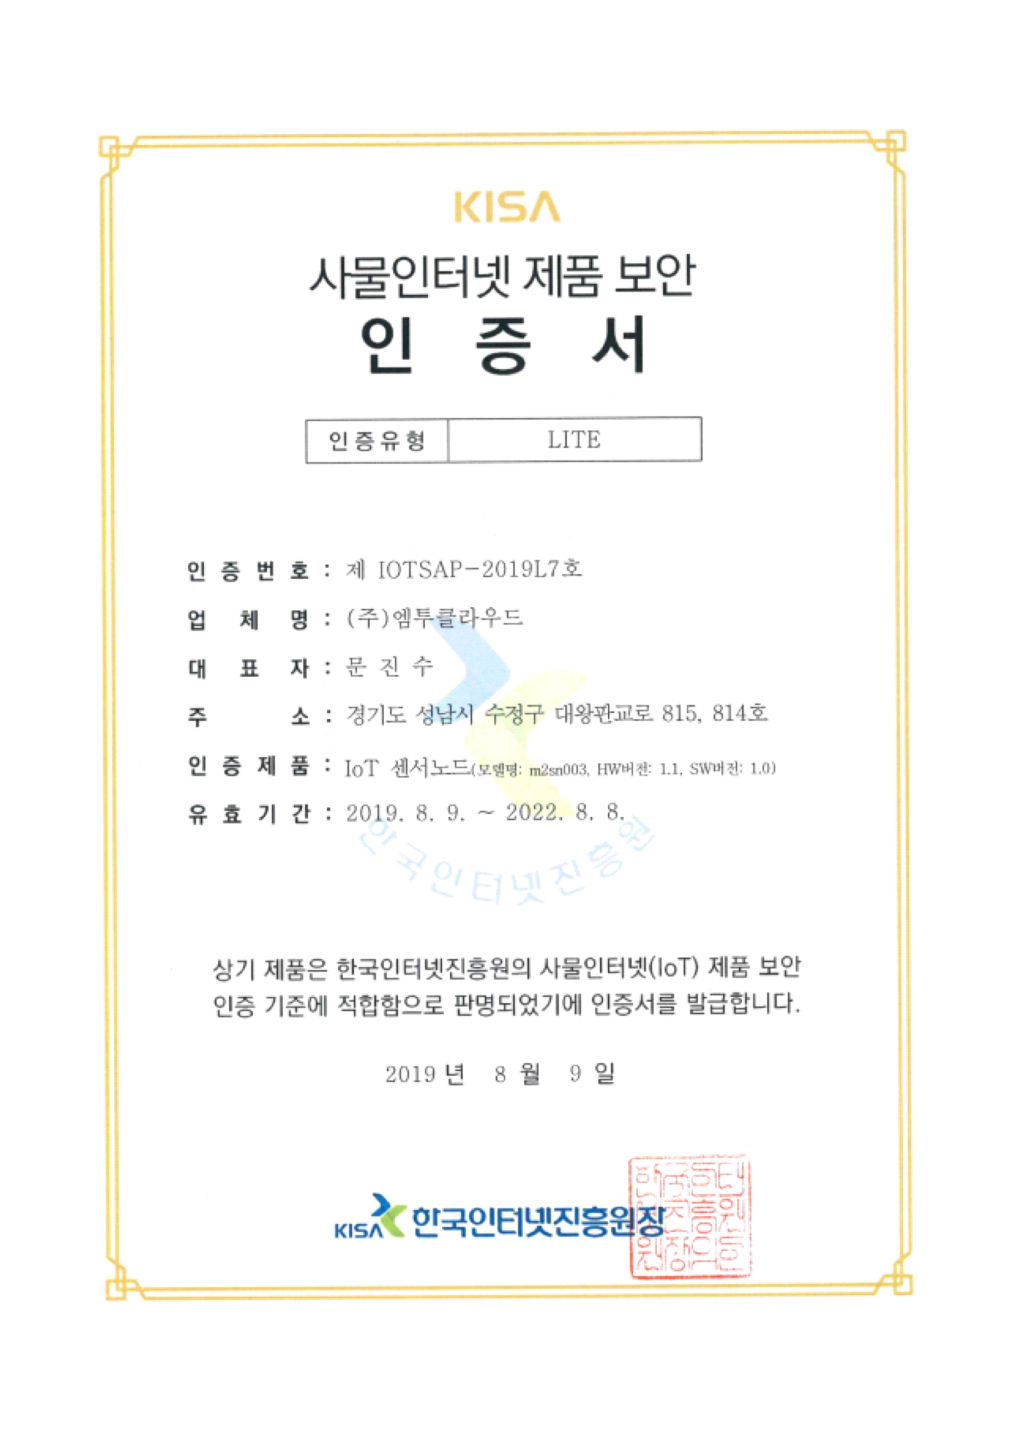 KISA
사물인터넷 제품 보안
인 증 서
인증유형 LITE
인 증 번 호 : 제 IOTSAP-2019L7호
업 체 명 : (주)엠투클라우드
대 표 자 : 문 진 수
주 소 : 경기도 성남시 수정구 대왕판교로 815, 814호
인 증 제 품 : IoT 센서노드(모델명: m2sn003, HW버전: 1.1, SW버전: 1.0)
유 효 기 간 : 2019. 8. 9. ~ 2022. 8. 8.
한국인터넷진흥원
상기 제품은 한국인터넷진흥원의 사물인터넷(IoT) 제품 보안
인증 기준에 적합함으로 판명되었기에 인증서를 발급합니다.
2019 년 8 월 9 일
KISA 한국인터넷진흥원장